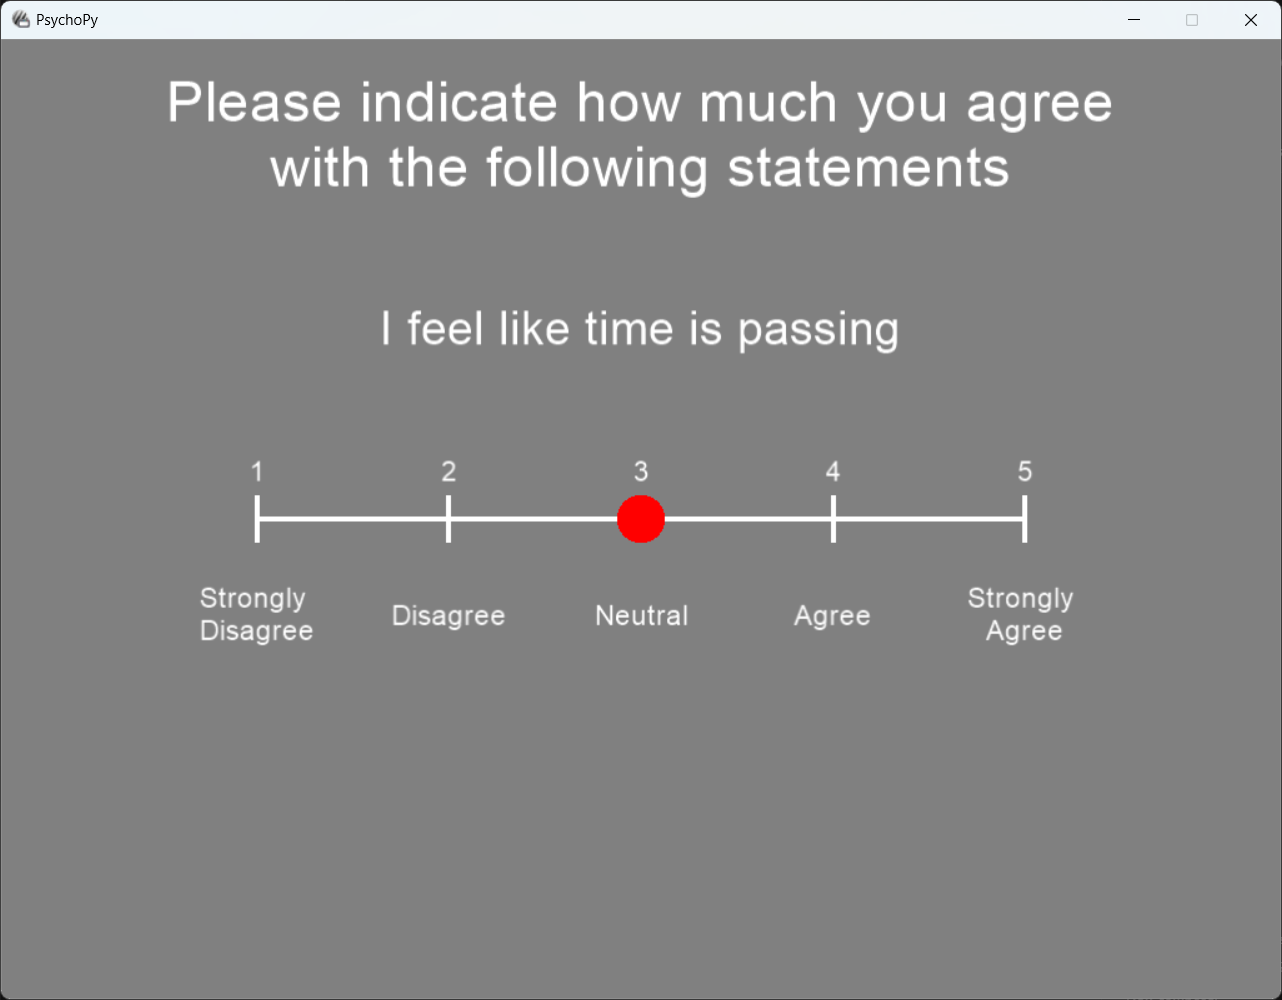 PsychoPy
Please indicate how much you agree
with the following statements
I feel like time is passing
1 2 3 4 5
Strongly
Disagree
Disagree
Neutral
Agree
Strongly
Agree